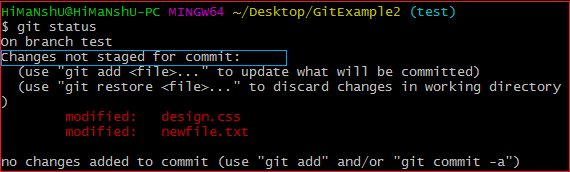 HiMaNshU@HiMaNshU-PC MINGW64 ~/Desktop/GitExample2 (test)
$ git status
On branch test
Changes not staged for commit:
  (use "git add <file>..." to update what will be committed)
  (use "git restore <file>..." to discard changes in working directory
)
        modified:   design.css
        modified:   newfile.txt

no changes added to commit (use "git add" and/or "git commit -a")